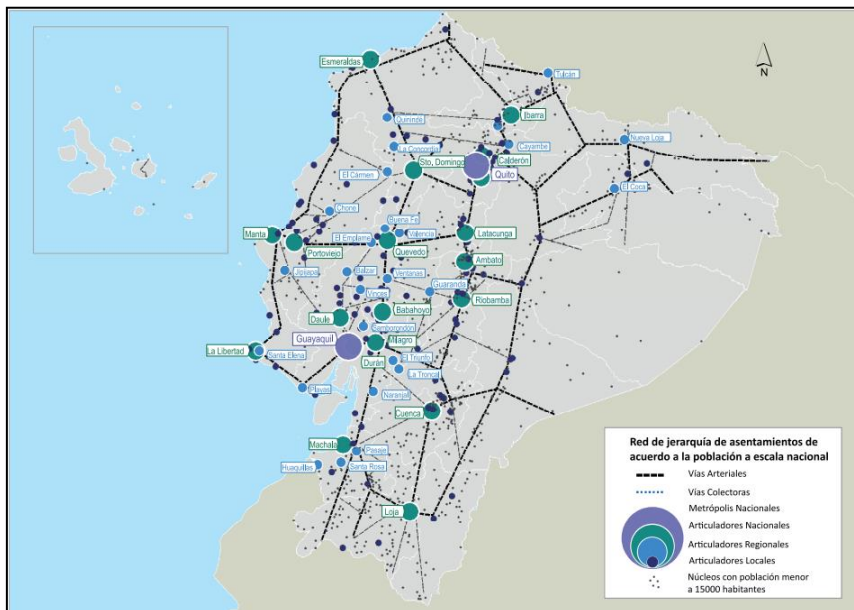 Esmeraldas
Tulcán
N
Ibarra
Quinindé
Nueva Loja
La Concordia
Cayambe
Calderón
Sto, Domingo
Quito
El Cármen
El Coca
Chone
Buena Fe
Manta
El Emplame
Valencia
Latacunga
Portoviejo
Quevedo
Ambato
Jipijapa
Balzar
Ventanas
Guaranda
Vinces
Riobamba
Daule
Babahoyo
Samborondón
Guayaquil
Milagro
La Libertad
Santa Elena
Durán
El Triunfo
La Troncal
Playas
Naranjal
Cuenca
Machala
Pasaje
Huaquillas
Santa Rosa
Loja
Red de jerarquía de asentamientos de
acuerdo a la población a escala nacional
Vías Arteriales
Vías Colectoras
Metrópolis Nacionales
Articuladores Nacionales
Articuladores Regionales
Articuladores Locales
Núcleos con población menor
a 15000 habitantes